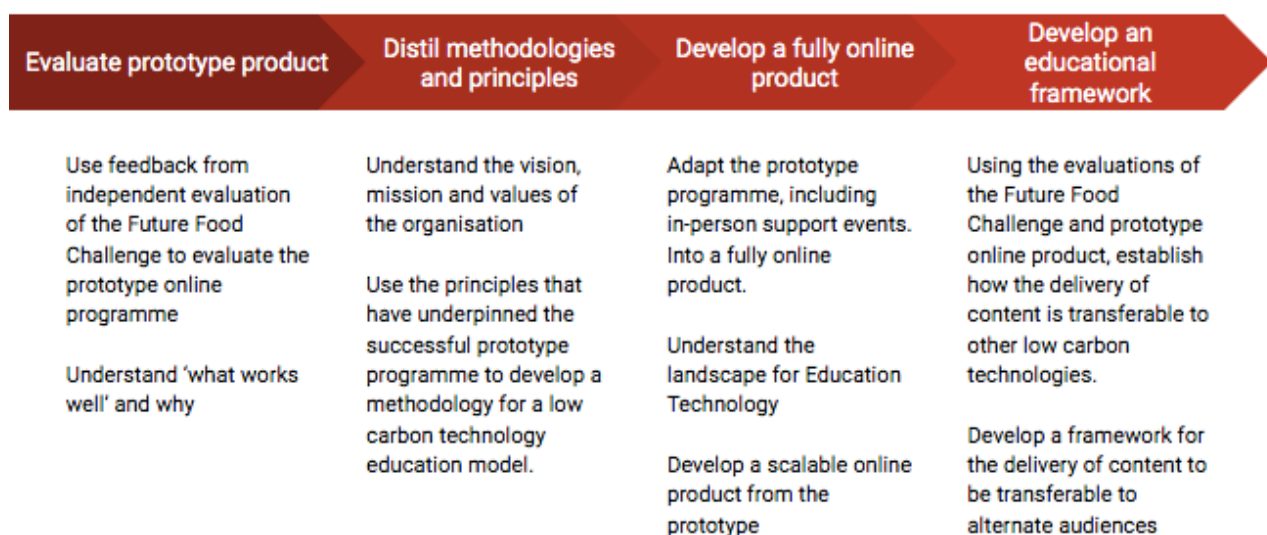 Evaluate prototype product
Distil methodologies
and principles
Develop a fully online
product
Develop an
educational
framework
Use feedback from
independent evaluation
of the Future Food
Challenge to evaluate the
prototype online
programme
Understand ‘what works
well’ and why
Understand the vision,
mission and values of
the organisation
Use the principles that
have underpinned the
successful prototype
programme to develop a
methodology for a low
carbon technology
education model.
Adapt the prototype
programme, including
in-person support events.
Into a fully online
product.
Understand the
landscape for Education
Technology
Develop a scalable online
product from the
prototype
Using the evaluations of
the Future Food
Challenge and prototype
online product, establish
how the delivery of
content is transferable to
other low carbon
technologies.
Develop a framework for
the delivery of content to
be transferable to
alternate audiences